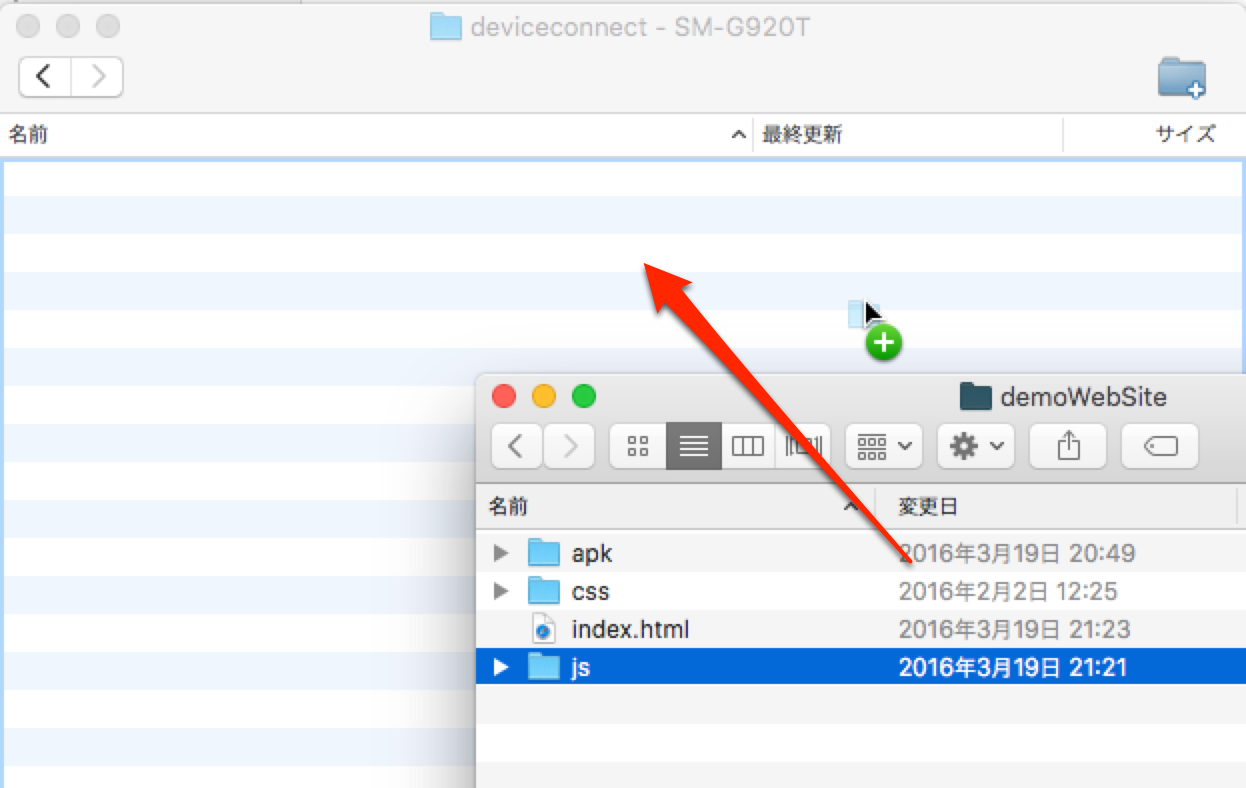 deviceconnect - SM-G920T
名前 最終更新 サイズ
demoWebSite
名前 変更日
apk 2016年3月19日 20:49
css 2016年2月2日 12:25
index.html 2016年3月19日 21:23
js 2016年3月19日 21:21